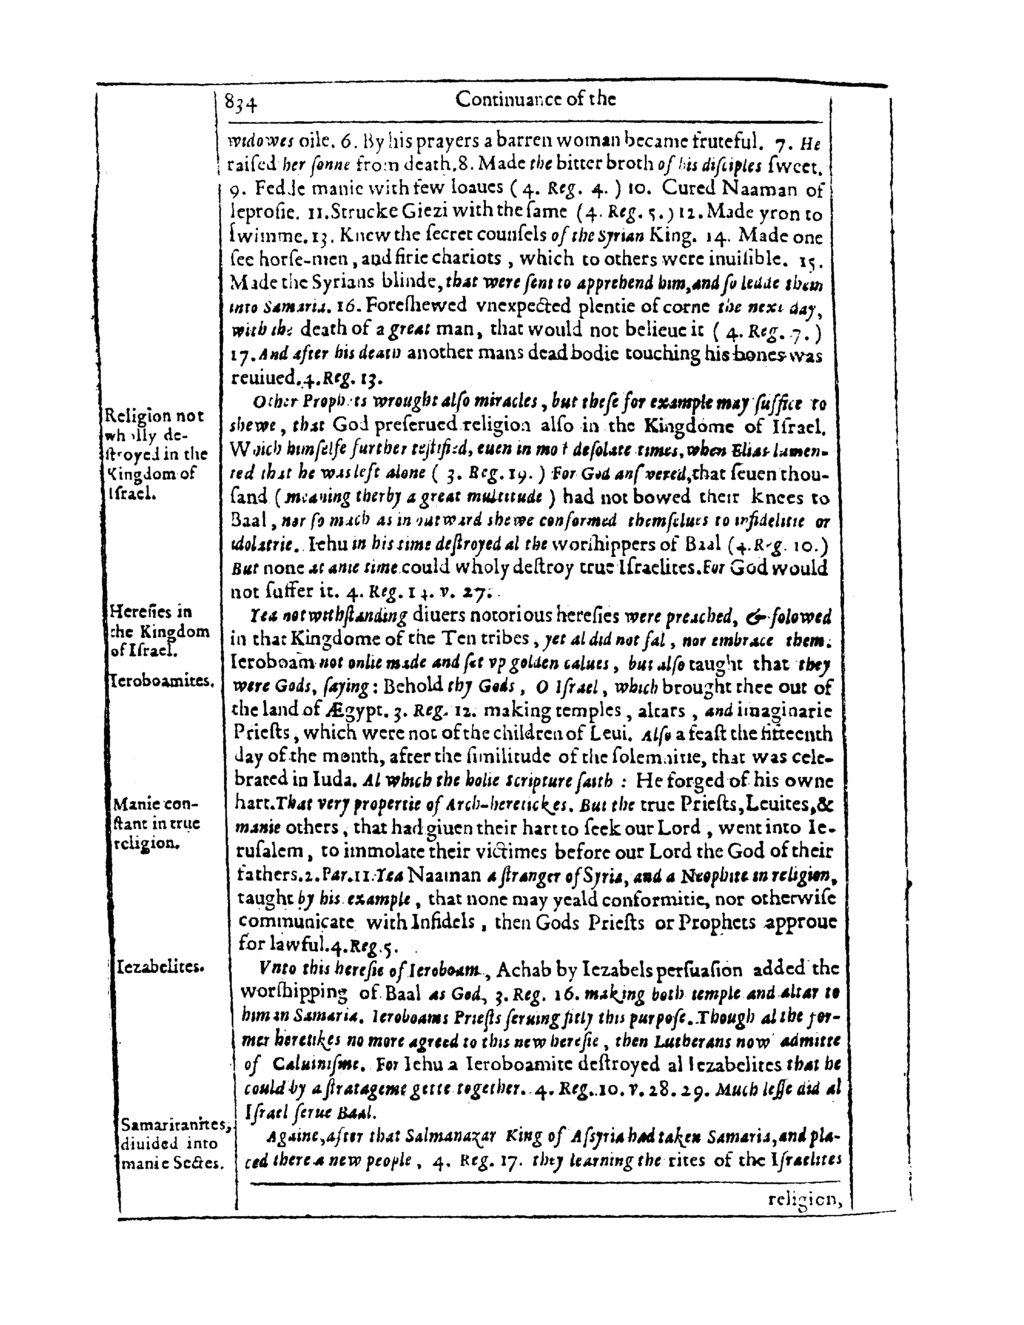 834 Continuance of the
widowes oile. 6. By his prayers a barren woman became fruteful. 7. He
raiſed her ſonne from death. 8. Made the bitter broth of his diſciples ſweet.
9. Fedde manie with few loaues ( 4. Reg. 4. ) 10. Cured Naaman of
leproſie. 11. Strucke Giezi with the ſame (4. Reg. 5.) 12. Made yron to
ſwimme. 13. Knew the ſecret counſels of the Syrian King. 14. Made one
ſee horſe-men, and firie chariots, which to others were inuiſible. 15.
Made the Syrians blinde, that were ſent to apprehend him, and ſo ledde them
into Samaria. 16. Foreſhewed vnexpected plentie of corne the next day,
with the death of a great man, that would not belieue it ( 4. Reg. 7. )
17. And after his death another mans dead bodie touching his bones was
reuiued. 4. Reg. 13.
Religion not
wholly de-
ſtroyed in the
Kingdom of
Iſrael.
Other Prophets wrought alſo miracles, but theſe for example may ſuffice to
shewe, that God preſerued religion alſo in the Kingdome of Iſrael.
Which himſelfe further teſtified, euen in moſt deſolate times, when Elias lamen-
ted that he was left alone ( 3. Reg. 19. ) For God anſwered, that ſeuen thou-
ſand ( meaning therby a great multitude ) had not bowed their knees to
Baal, nor ſo much as in outward shewe conformed themſelues to infidelitie or
idolatrie. Iehu in his time deſtroyed al the worſhippers of Baal (4. Reg. 10.)
But none at anie time could wholy deſtroy true Iſraelites. For God would
not ſuffer it. 4. Reg. 14. v. 27.
Hereſies in
the Kingdom
of Iſrael.
Ieroboamites.
Yea notwithſtanding diuers notorious hereſies were preached, & folowed
in that Kingdome of the Ten tribes, yet al did not fal, nor embrace them.
Ieroboam not onlie made and ſet vp golden calues, but alſo taught that they
were Gods, ſaying: Behold thy Gods, O Iſrael, which brought thee out of
the land of Ægypt. 3. Reg. 12. making temples, altars, and imaginarie
Prieſts, which were not of the children of Leui. Alſo a feaſt the fifteenth
day of the month, after the ſimilitude of the ſolemnitie, that was cele-
brated in Iuda. Al which the holie ſcripture ſaith : He forged of his owne
Manie con-
ſtant in true
religion.
hart. That very propertie of Arch-heretickes. But the true Prieſts, Leuites, &
manie others, that had giuen their hart to ſeek our Lord, went into Ie-
ruſalem, to immolate their victimes before our Lord the God of their
fathers. 2. Par. 11. Yea Naaman a ſtranger of Syria, and a Neophite in religion,
taught by his example, that none may yeald conformitie, nor otherwiſe
communicate with Infidels, then Gods Prieſts or Prophets approue
for lawful. 4. Reg. 5.
Iezabelites.
Vnto this hereſie of Ieroboam, Achab by Iezabels perſuaſion added the
worſhipping of Baal as God, 3. Reg. 16. making both temple and altar to
him in Samaria. Ieroboams Prieſts ſeruing fitly this purpoſe. Though al the for-
mer heretikes no more agreed to this new hereſie, then Lutherans now admitte
of Caluiniſme. For Iehu a Ieroboamite deſtroyed al Iezabelites that he
could by a ſtratageme gette together. 4. Reg. 10. v. 28. 29. Much leſſe did al
Iſrael ſerue Baal.
Samaritanites,
diuided into
manie Sectes.
Againe, after that Salmanazar King of Aſſyria had taken Samaria, and pla-
ced there a new people, 4. Reg. 17. they learning the rites of the Iſraelites
religion,